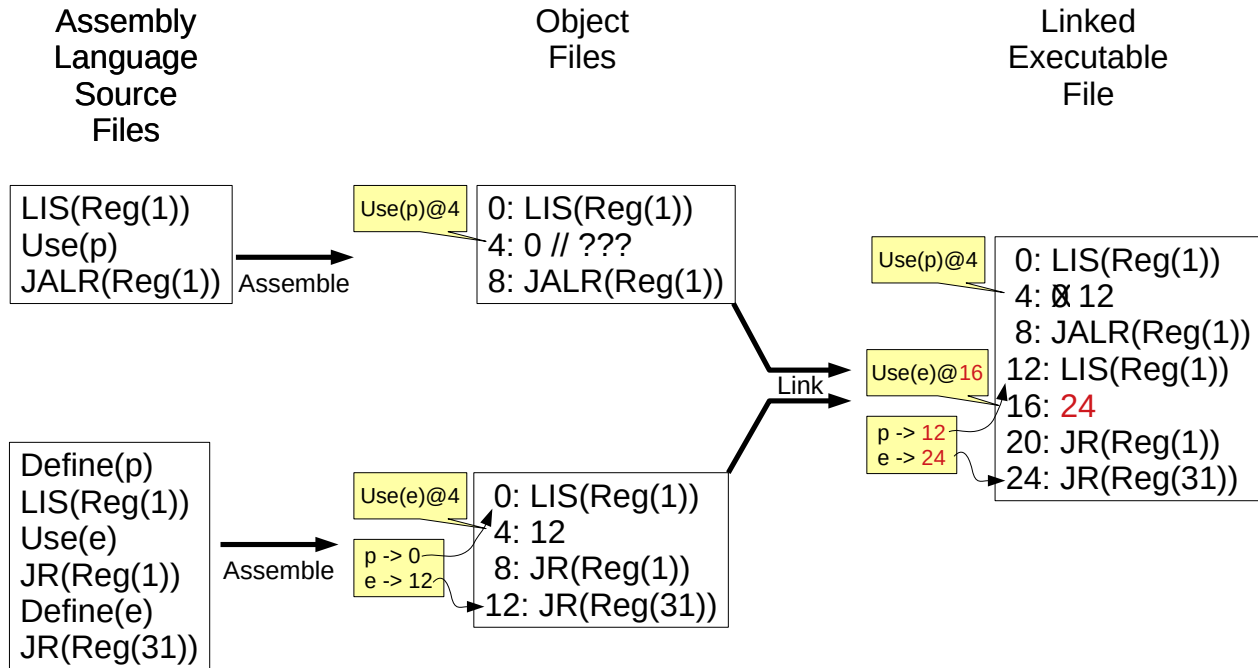 Assembly
Language
Source
Files
Object
Files
Linked
Executable
File
LIS(Reg(1))
Use(p)
JALR(Reg(1))
Assemble
Use(p)@4
0: LIS(Reg(1))
4: 0 // ???
8: JALR(Reg(1))
Define(p)
LIS(Reg(1))
Use(e)
JR(Reg(1))
Define(e)
JR(Reg(31))
Assemble
Use(e)@4
p -> 0
e -> 12
0: LIS(Reg(1))
4: 12
8: JR(Reg(1))
12: JR(Reg(31))
Link
Use(p)@4
Use(e)@16
p -> 12
e -> 24
0: LIS(Reg(1))
4: 0 12
8: JALR(Reg(1))
12: LIS(Reg(1))
16: 24
20: JR(Reg(1))
24: JR(Reg(31))